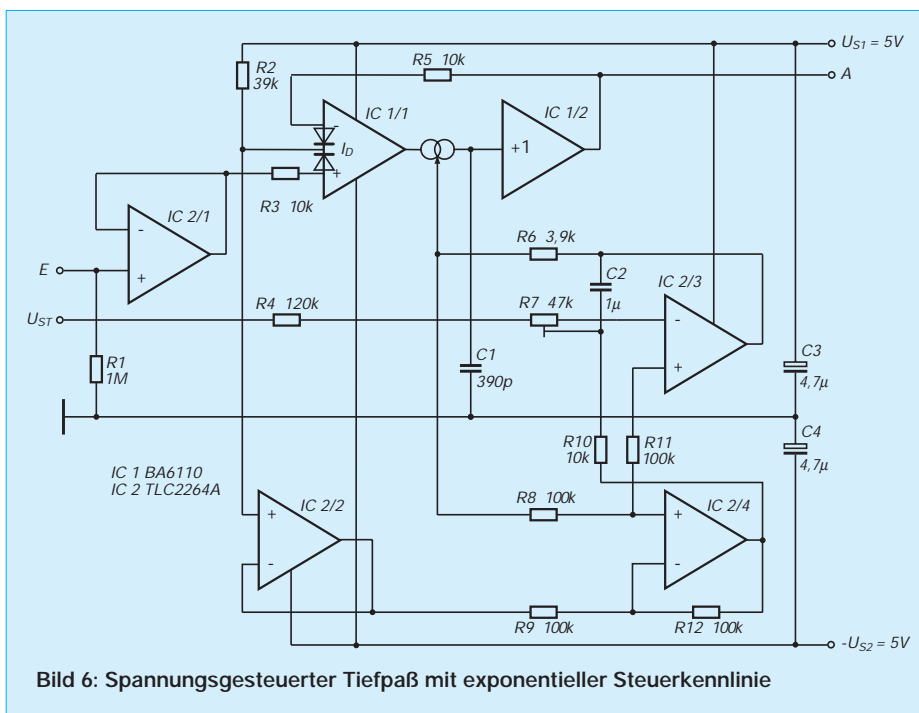 U_S1 = 5V
R2
39k
R5 10k
A
IC 1/1
IC 1/2
-
I_D
+1
+
R3 10k
IC 2/1
-
+
R6 3,9k
C2
1µ
IC 2/3
E
U_ST
R4 120k
R7 47k
-
+
R1
1M
C1
390p
C3
4,7µ
R10
10k
R11
100k
C4
4,7µ
IC 1 BA6110
IC 2 TLC2264A
IC 2/2
R8 100k
IC 2/4
+
-
+
-
R9 100k
R12 100k
-U_S2 = 5V
Bild 6: Spannungsgesteuerter Tiefpaß mit exponentieller Steuerkennlinie